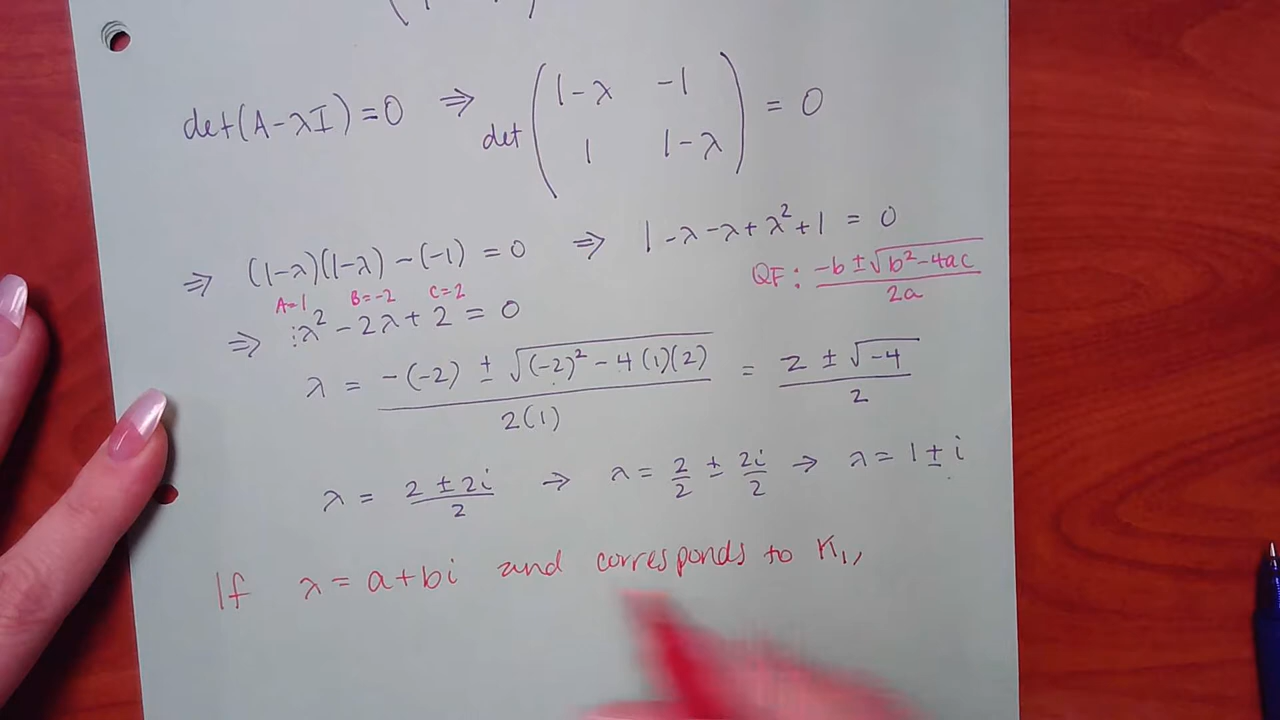 det(A-λI)=0 ⇒ det ( 1-λ -1
1 1-λ ) = 0
⇒ (1-λ)(1-λ) - (-1) = 0 ⇒ 1-λ-λ+λ²+1 = 0
QF: (-b ± √(b²-4ac))/(2a)
A=1 B=-2 C=2
⇒ λ² - 2λ + 2 = 0
λ = (-(-2) ± √((-2)² - 4(1)(2)))/(2(1)) = (2 ± √-4)/2
λ = (2 ± 2i)/2 → λ = 2/2 ± 2i/2 → λ = 1 ± i
If λ = a+bi and corresponds to K₁,